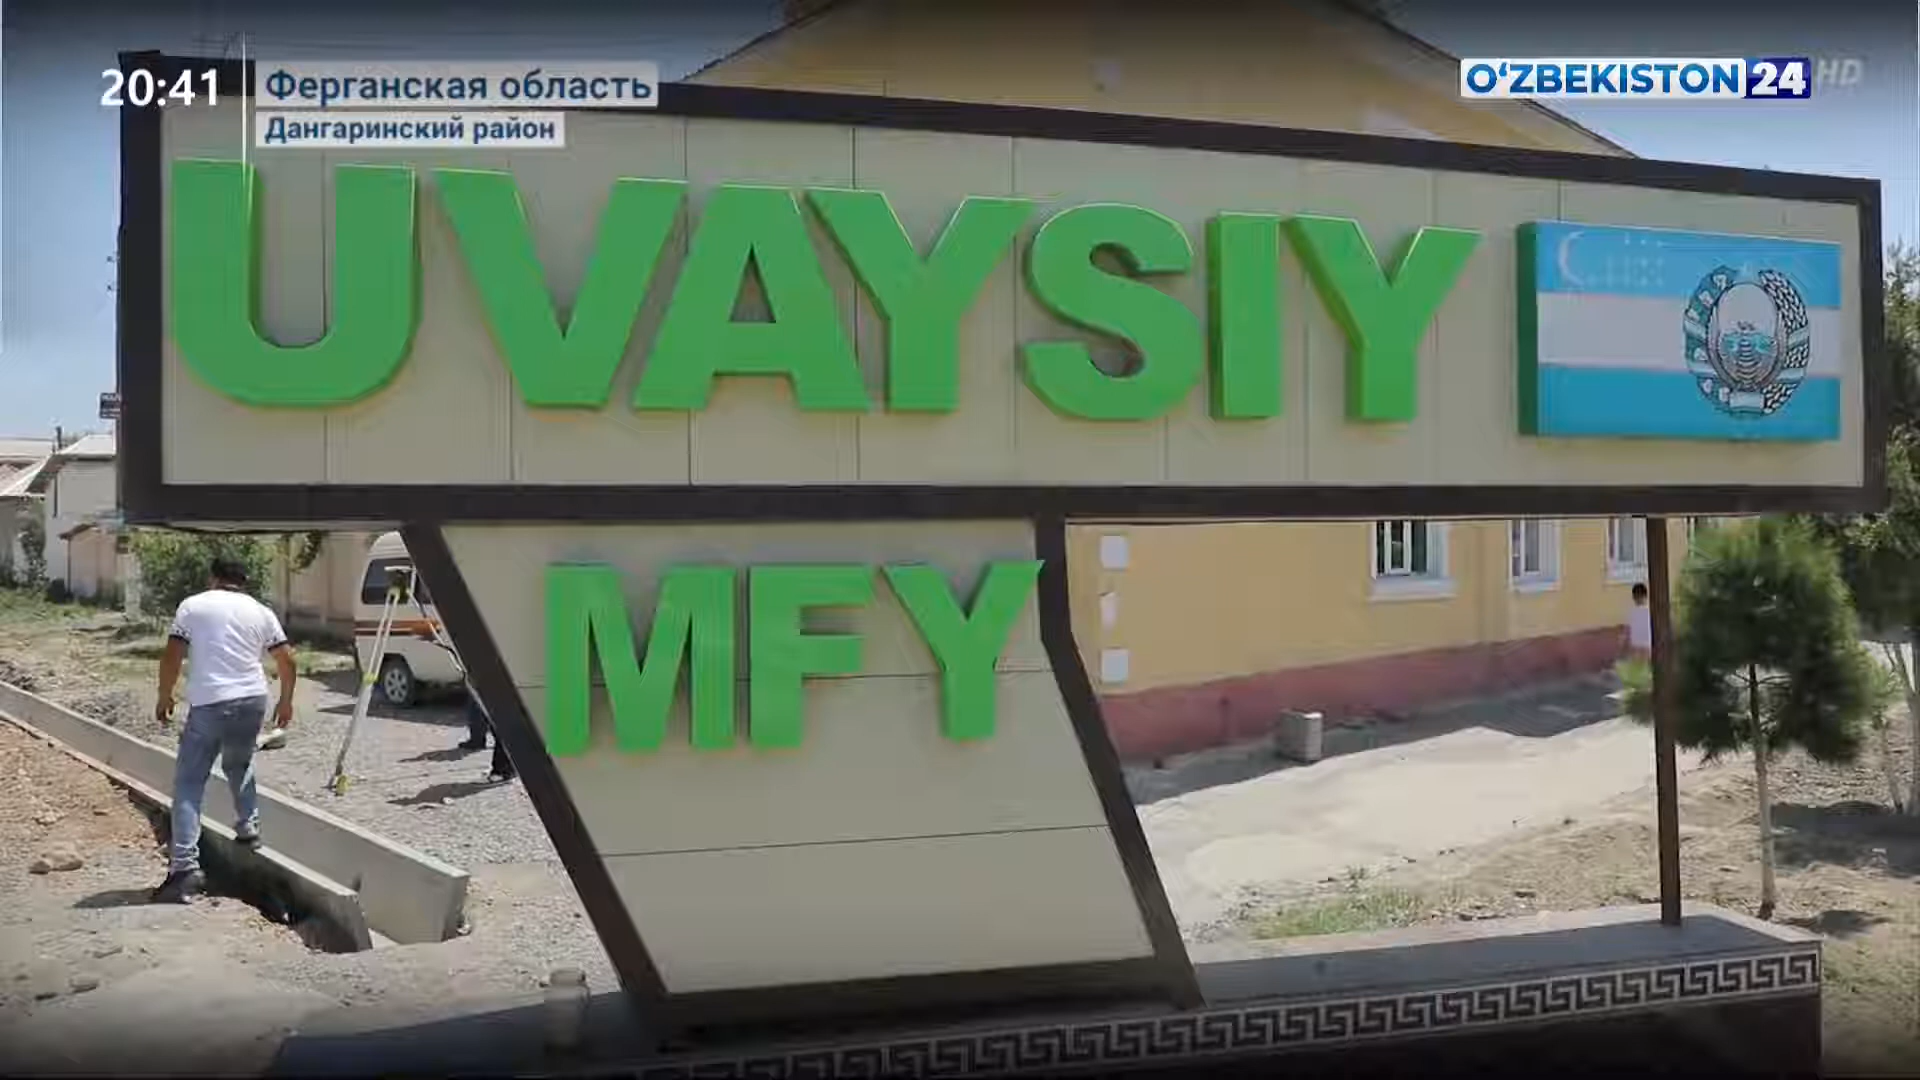 20:41
Ферганская область
Дангаринский район
O‘ZBEKISTON 24 HD
UVAYSIY
MFY